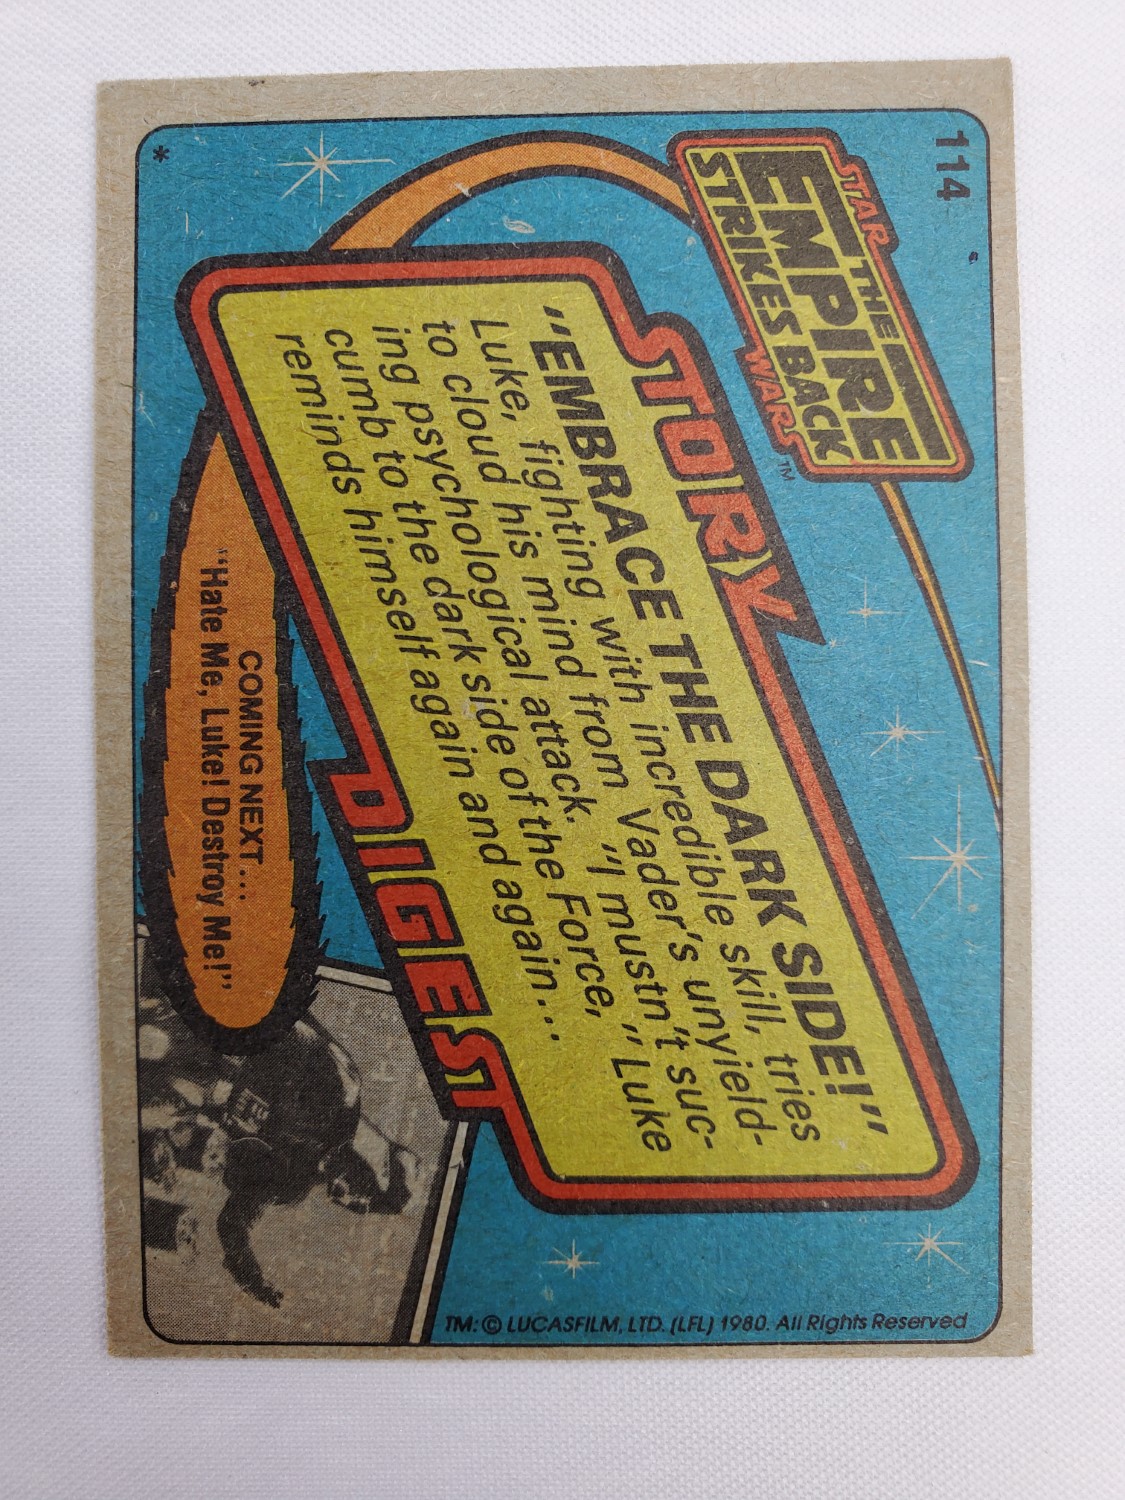 114
STAR
THE
EMPIRE
STRIKES BACK
WARS™
STORY
"EMBRACE THE DARK SIDE!"
Luke, fighting with incredible skill, tries
to cloud his mind from Vader's unyield-
ing psychological attack. "I mustn't suc-
cumb to the dark side of the Force," Luke
reminds himself again and again...
DIGEST
COMING NEXT...
"Hate Me, Luke! Destroy Me!"
*
TM: © LUCASFILM, LTD. (LFL) 1980. All Rights Reserved